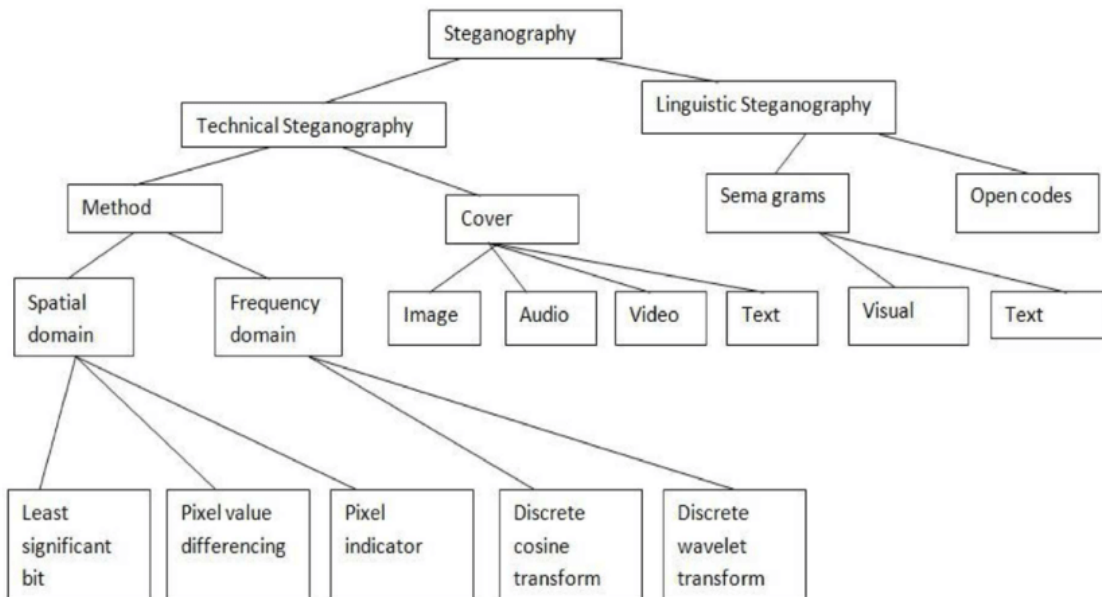 Steganography
Technical Steganography
Linguistic Steganography
Method
Cover
Sema grams
Open codes
Spatial
domain
Frequency
domain
Image
Audio
Video
Text
Visual
Text
Least
significant
bit
Pixel value
differencing
Pixel
indicator
Discrete
cosine
transform
Discrete
wavelet
transform